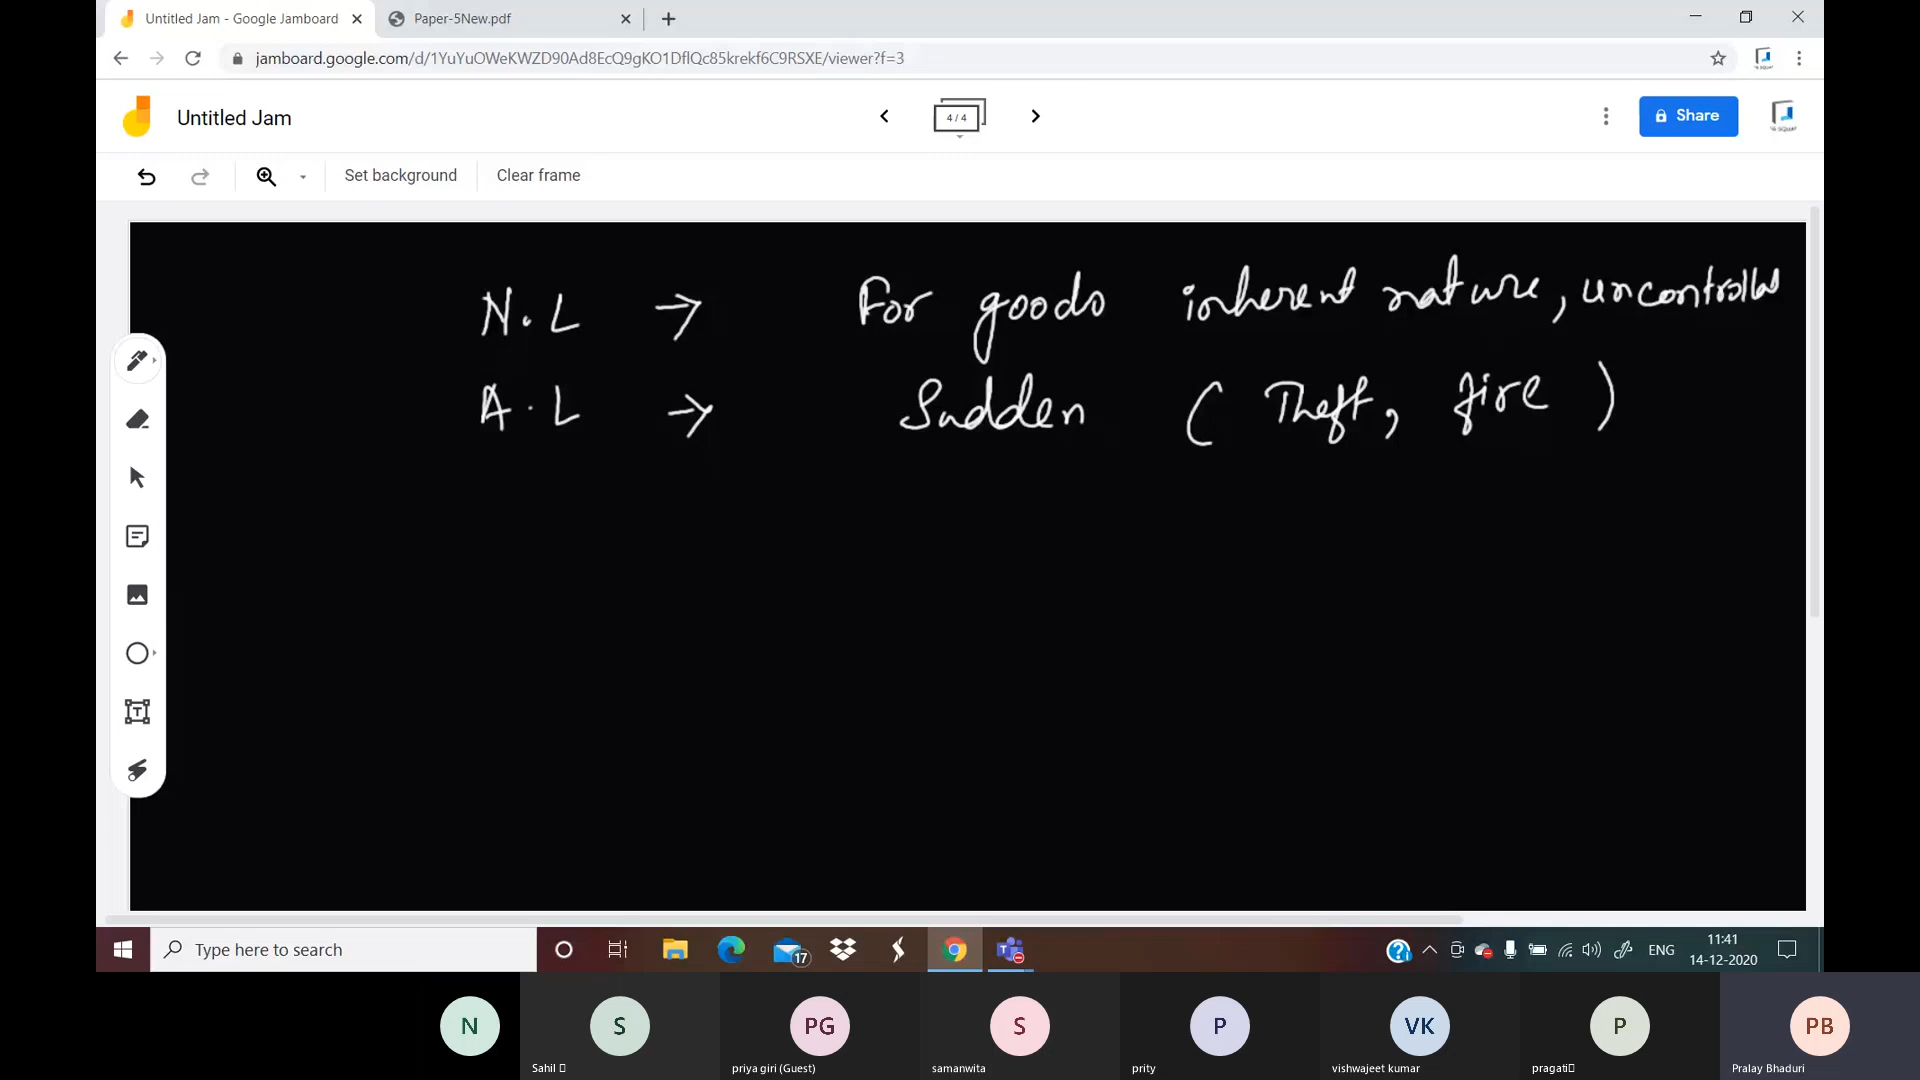 Untitled Jam - Google Jamboard
Paper-5New.pdf
jamboard.google.com/d/1YuYuOWeKWZD90Ad8EcQ9gKO1DflQc85krekf6C9RSXE/viewer?f=3
Untitled Jam
4 / 4
Share
Set background
Clear frame
N.L → For goods inherent nature, uncontrolled
A.L → Sudden (Theft, fire)
Type here to search
17
ENG
11:41
14-12-2020
N
S
PG
S
P
VK
P
PB
Sahil
priya giri (Guest)
samanwita
prity
vishwajeet kumar
pragati
Pralay Bhaduri